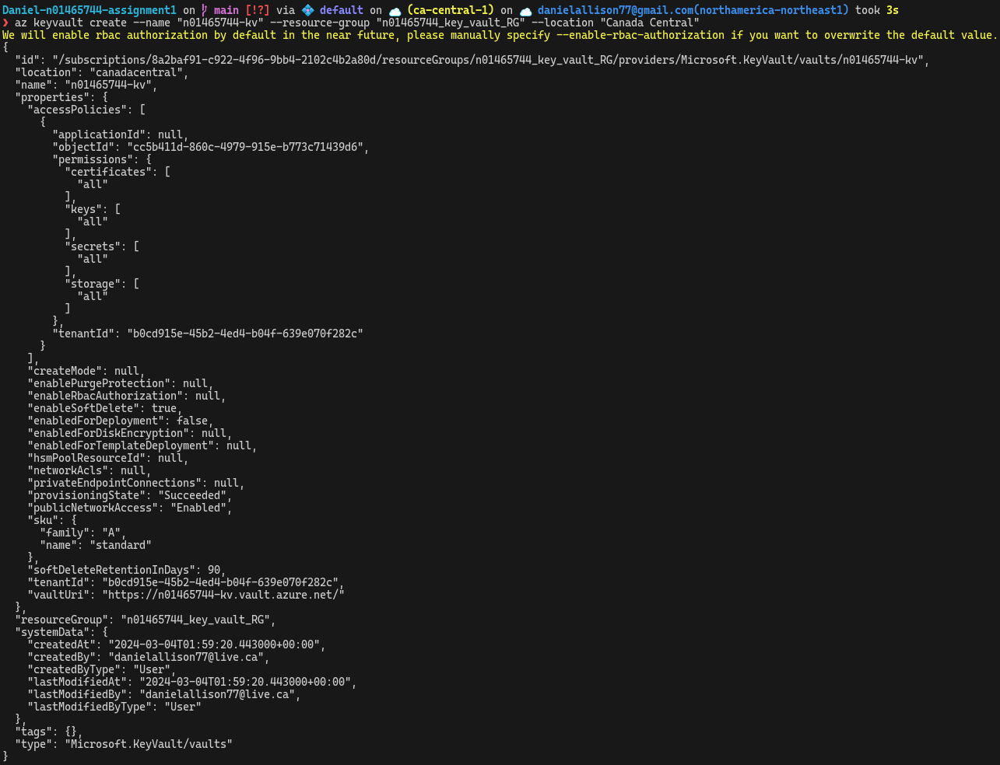 Daniel-n01465744-assignment1 on main [!?] via default on (ca-central-1) on danielallison77@gmail.com(northamerica-northeast1) took 3s
❯ az keyvault create --name "n01465744-kv" --resource-group "n01465744_key_vault_RG" --location "Canada Central"
We will enable rbac authorization by default in the near future, please manually specify --enable-rbac-authorization if you want to overwrite the default value.
{
  "id": "/subscriptions/8a2baf91-c922-4f96-9bb4-2102c4b2a80d/resourceGroups/n01465744_key_vault_RG/providers/Microsoft.KeyVault/vaults/n01465744-kv",
  "location": "canadacentral",
  "name": "n01465744-kv",
  "properties": {
    "accessPolicies": [
      {
        "applicationId": null,
        "objectId": "cc5b411d-860c-4979-915e-b773c71439d6",
        "permissions": {
          "certificates": [
            "all"
          ],
          "keys": [
            "all"
          ],
          "secrets": [
            "all"
          ],
          "storage": [
            "all"
          ]
        },
        "tenantId": "b0cd915e-45b2-4ed4-b04f-639e070f282c"
      }
    ],
    "createMode": null,
    "enablePurgeProtection": null,
    "enableRbacAuthorization": null,
    "enableSoftDelete": true,
    "enabledForDeployment": false,
    "enabledForDiskEncryption": null,
    "enabledForTemplateDeployment": null,
    "hsmPoolResourceId": null,
    "networkAcls": null,
    "privateEndpointConnections": null,
    "provisioningState": "Succeeded",
    "publicNetworkAccess": "Enabled",
    "sku": {
      "family": "A",
      "name": "standard"
    },
    "softDeleteRetentionInDays": 90,
    "tenantId": "b0cd915e-45b2-4ed4-b04f-639e070f282c",
    "vaultUri": "https://n01465744-kv.vault.azure.net/"
  },
  "resourceGroup": "n01465744_key_vault_RG",
  "systemData": {
    "createdAt": "2024-03-04T01:59:20.443000+00:00",
    "createdBy": "danielallison77@live.ca",
    "createdByType": "User",
    "lastModifiedAt": "2024-03-04T01:59:20.443000+00:00",
    "lastModifiedBy": "danielallison77@live.ca",
    "lastModifiedByType": "User"
  },
  "tags": {},
  "type": "Microsoft.KeyVault/vaults"
}